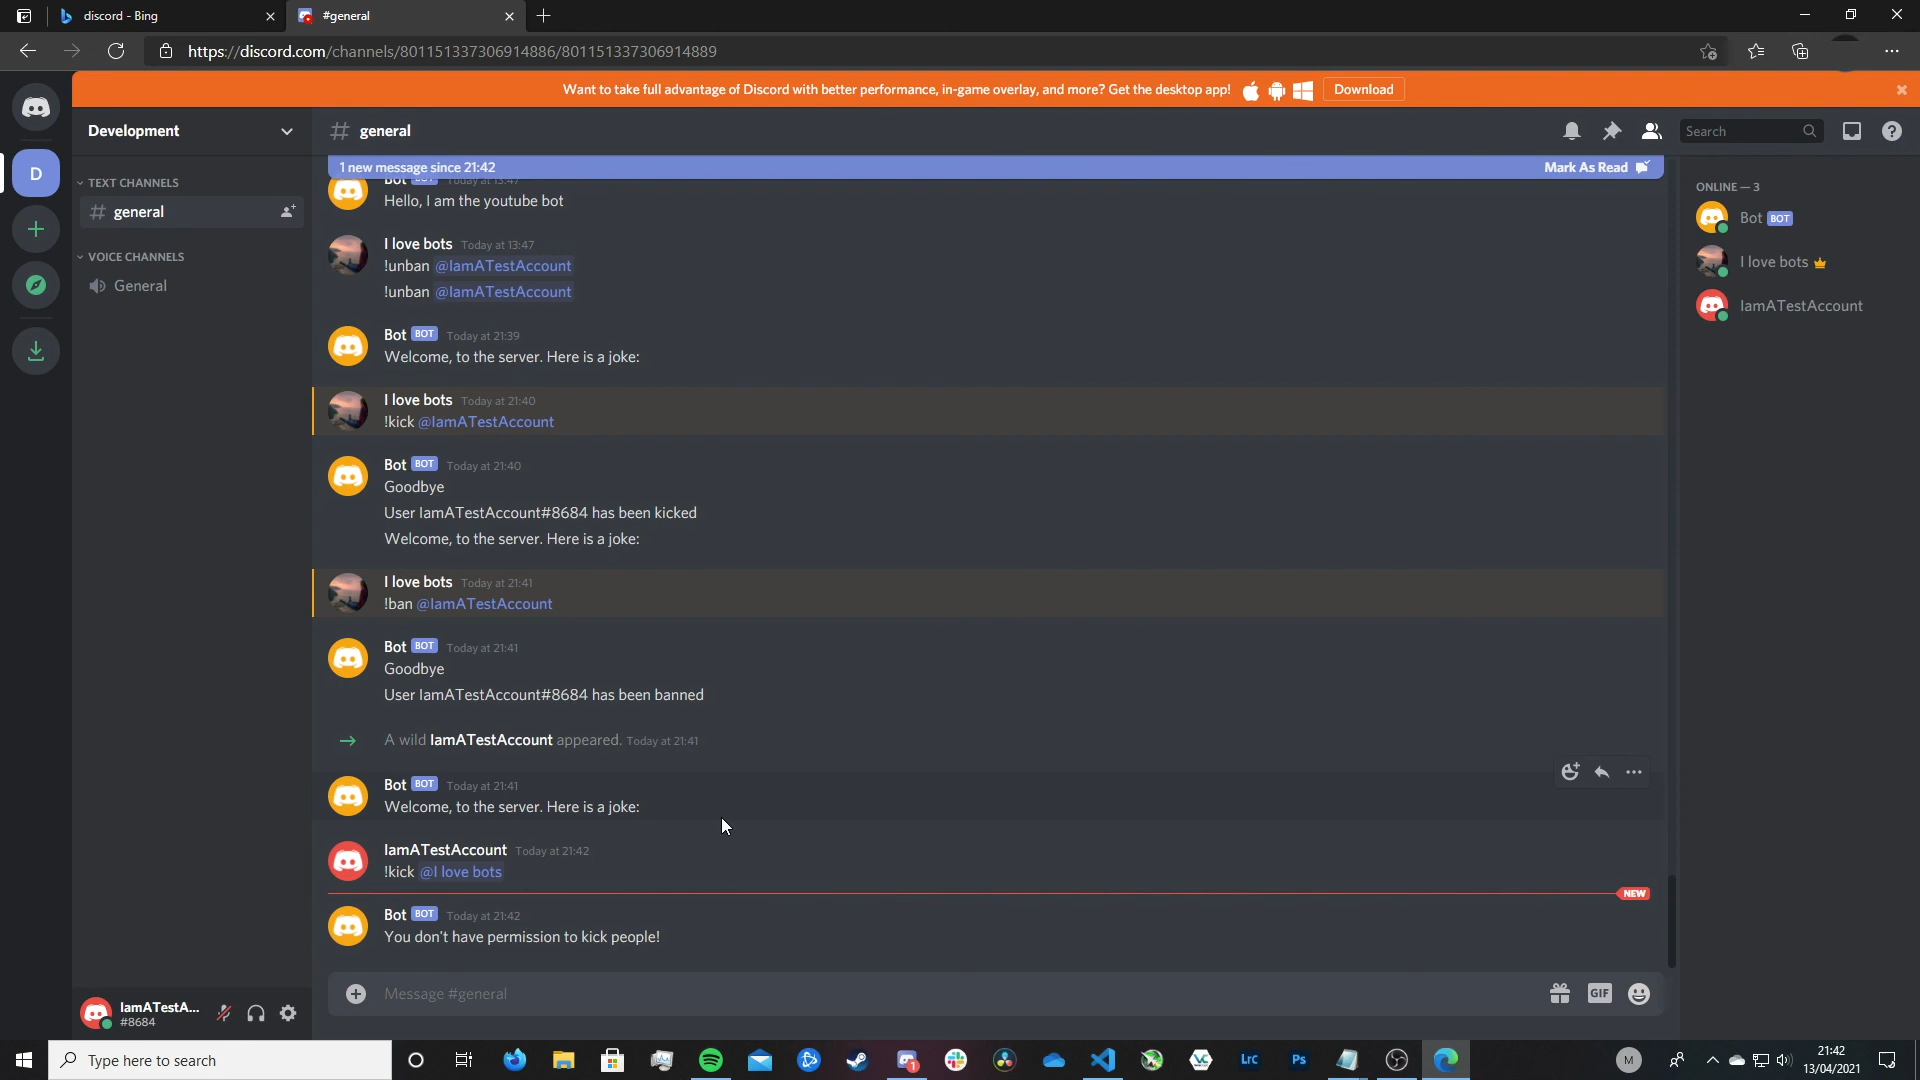 discord - Bing
#general
https://discord.com/channels/801151337306914886/801151337306914889
Want to take full advantage of Discord with better performance, in-game overlay, and more? Get the desktop app!
Download
D
Development
TEXT CHANNELS
general
VOICE CHANNELS
General
general
Search
1 new message since 21:42
Mark As Read
Bot BOT Today at 13:47
Hello, I am the youtube bot
I love bots Today at 13:47
!unban @IamATestAccount
!unban @IamATestAccount
Bot BOT Today at 21:39
Welcome, to the server. Here is a joke:
I love bots Today at 21:40
!kick @IamATestAccount
Bot BOT Today at 21:40
Goodbye
User IamATestAccount#8684 has been kicked
Welcome, to the server. Here is a joke:
I love bots Today at 21:41
!ban @IamATestAccount
Bot BOT Today at 21:41
Goodbye
User IamATestAccount#8684 has been banned
A wild IamATestAccount appeared. Today at 21:41
Bot BOT Today at 21:41
Welcome, to the server. Here is a joke:
IamATestAccount Today at 21:42
!kick @I love bots
NEW
Bot BOT Today at 21:42
You don't have permission to kick people!
Message #general
GIF
ONLINE — 3
Bot BOT
I love bots
IamATestAccount
IamATestA...
#8684
Type here to search
1
Lrc
Ps
M
21:42
13/04/2021